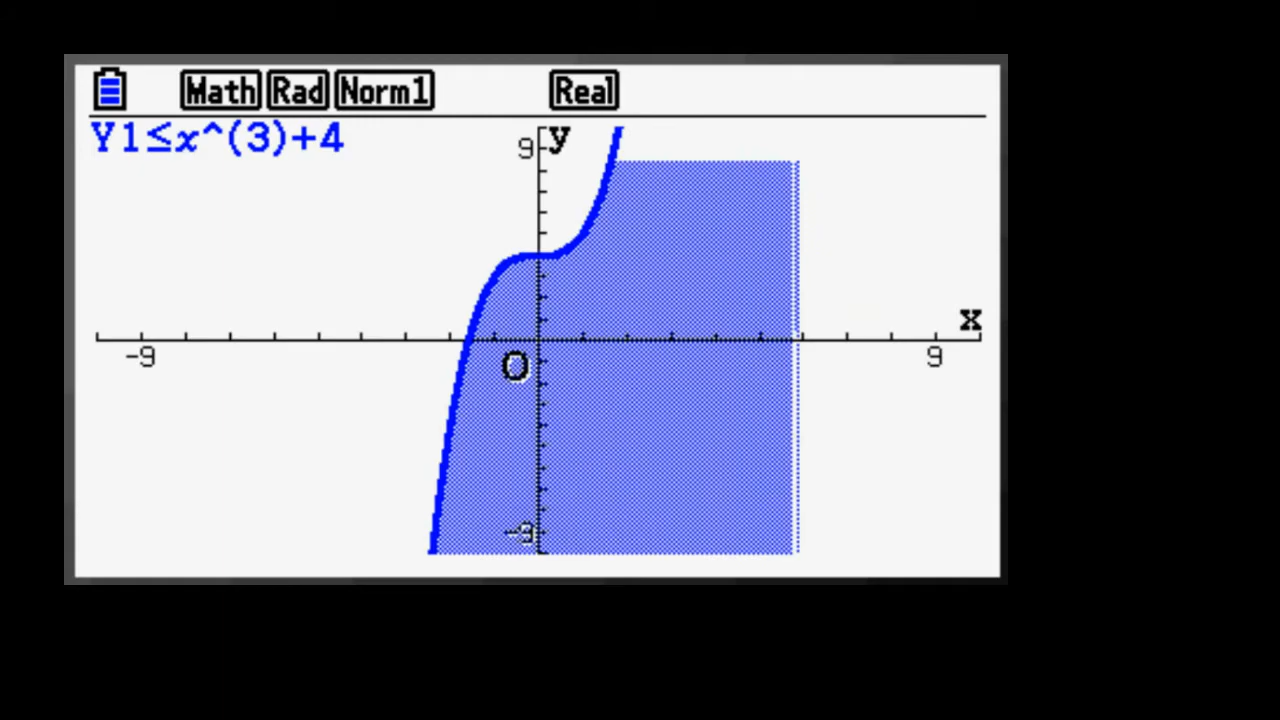 Math Rad Norm1 Real
Y1≤x^(3)+4
9 y
x
-9 O 9
-9